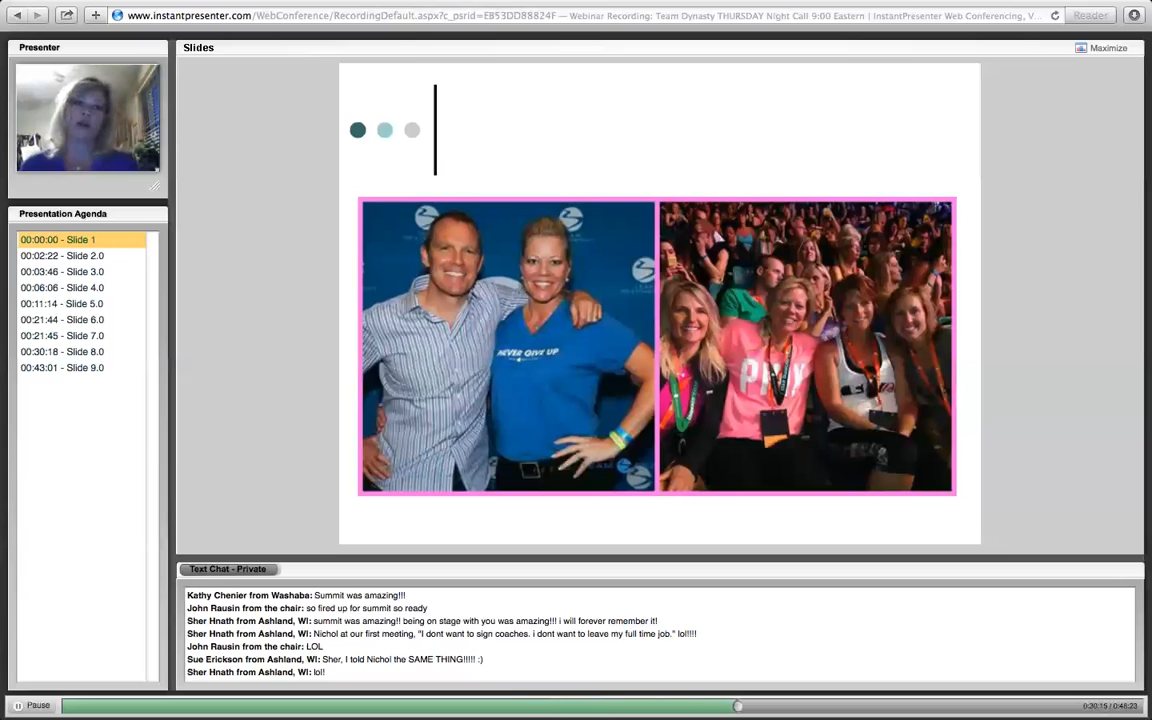 www.instantpresenter.com/WebConference/RecordingDefault.aspx?c_psrid=EB53DD88824F — Webinar Recording: Team Dynasty THURSDAY Night Call 9:00 Eastern | InstantPresenter Web Conferencing, V...
Reader
Presenter
Slides
Maximize
NEVER GIVE UP
Presentation Agenda
00:00:00 - Slide 1
00:02:22 - Slide 2.0
00:03:46 - Slide 3.0
00:06:06 - Slide 4.0
00:11:14 - Slide 5.0
00:21:44 - Slide 6.0
00:21:45 - Slide 7.0
00:30:18 - Slide 8.0
00:43:01 - Slide 9.0
Text Chat - Private
Kathy Chenier from Washaba: Summit was amazing!!!
John Rausin from the chair: so fired up for summit so ready
Sher Hnath from Ashland, WI: summit was amazing!! being on stage with you was amazing!!! i will forever remember it!
Sher Hnath from Ashland, WI: Nichol at our first meeting, "I dont want to sign coaches. i dont want to leave my full time job." lol!!!!
John Rausin from the chair: LOL
Sue Erickson from Ashland, WI: Sher, I told Nichol the SAME THING!!!!! :)
Sher Hnath from Ashland, WI: lol!
Pause
0:20:15 / 0:46:23